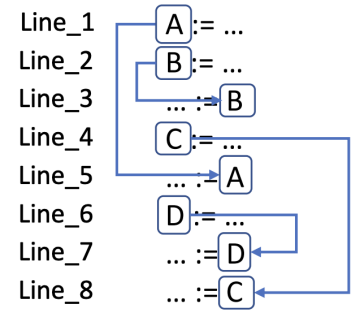 Line_1 A := ...
Line_2 B := ...
Line_3 ... := B
Line_4 C := ...
Line_5 ... := A
Line_6 D := ...
Line_7 ... := D
Line_8 ... := C